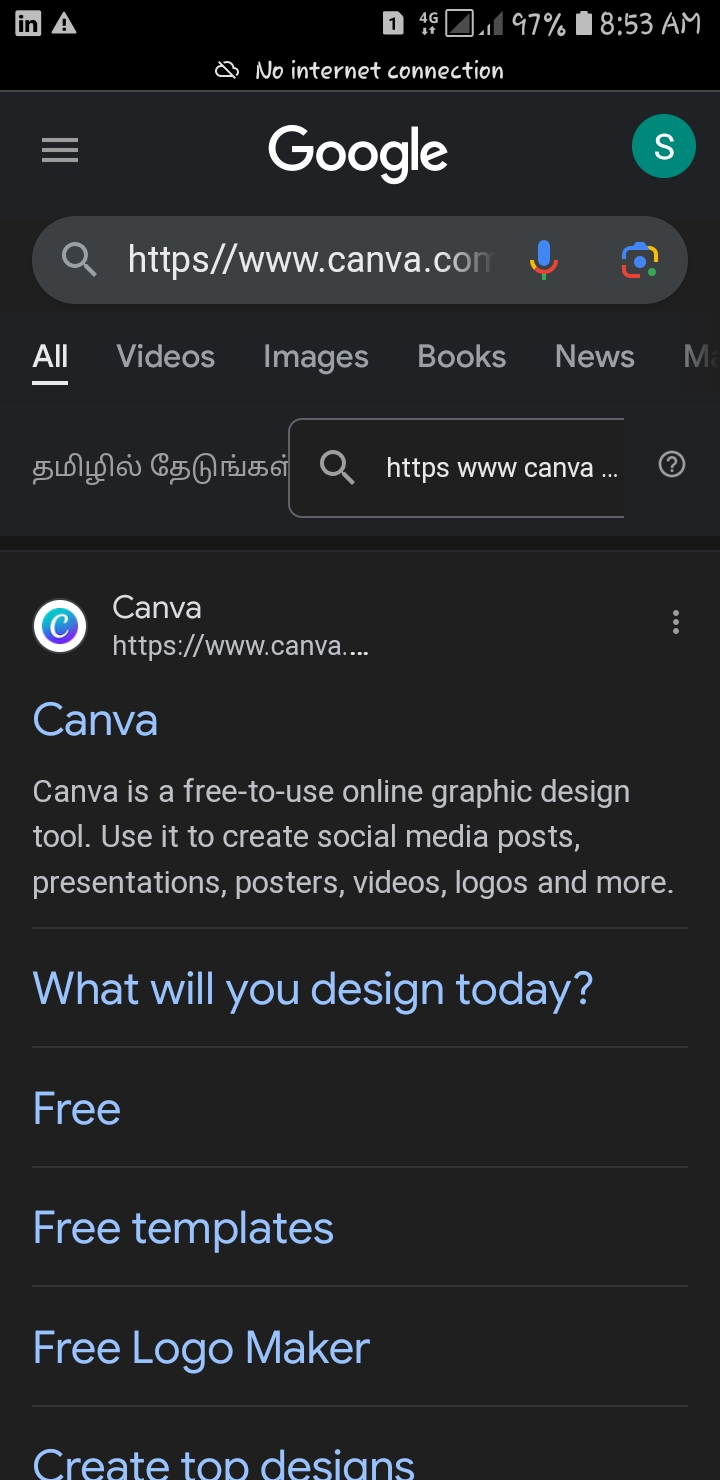 in 1 4G 97% 8:53 AM
No internet connection
Google S
https//www.canva.com
All Videos Images Books News
தமிழில் தேடுங்கள் https www canva ...
Canva
https://www.canva....
Canva
Canva is a free-to-use online graphic design
tool. Use it to create social media posts,
presentations, posters, videos, logos and more.
What will you design today?
Free
Free templates
Free Logo Maker
Create top designs